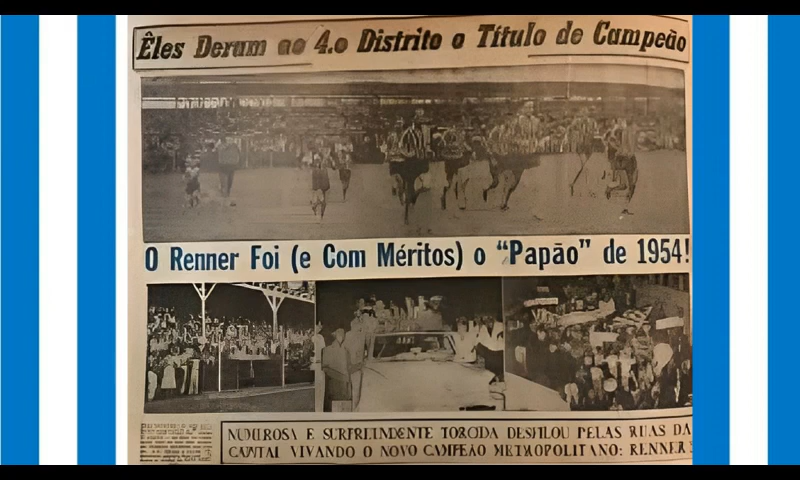 Êles Deram ao 4.o Distrito o Título de Campeão
O Renner Foi (e Com Méritos) o "Papão" de 1954!
NUMEROSA E SURPREENDENTE TORCIDA DESFILOU PELAS RUAS DA
CAPITAL VIVANDO O NOVO CAMPEÃO METROPOLITANO: RENNER